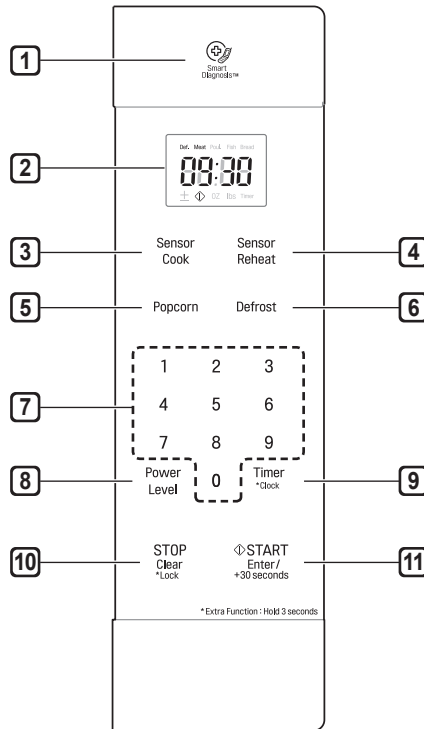 1
Smart
Diagnosis™
2
Def. Meat Poul. Fish Bread
09:30
± OZ lbs Timer
3
Sensor
Cook
Sensor
Reheat
4
5
Popcorn
Defrost
6
7
1 2 3
4 5 6
7 8 9
0
8
Power
Level
Timer
*Clock
9
10
STOP
Clear
*Lock
START
Enter/
+30 seconds
11
*Extra Function : Hold 3 seconds